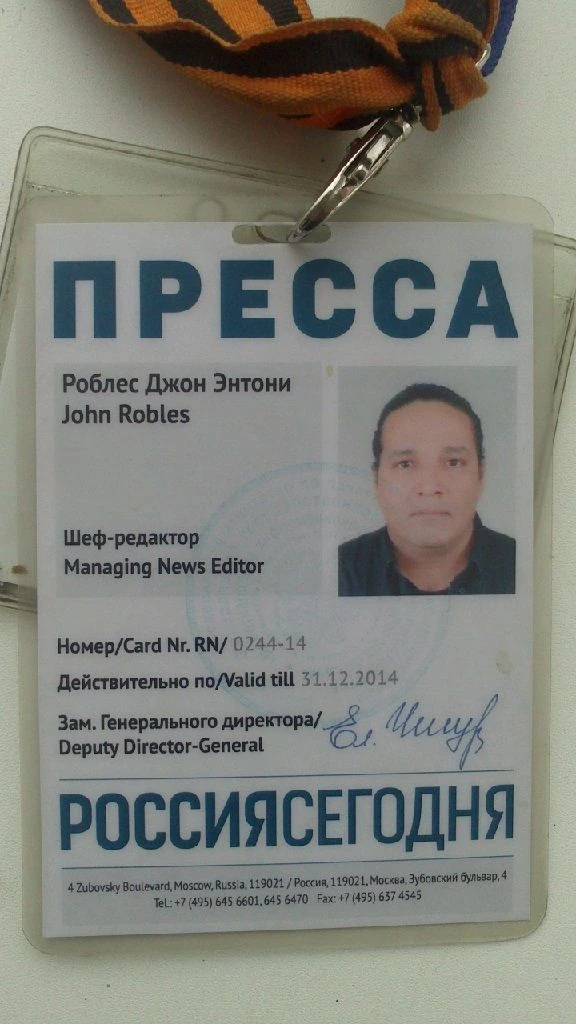 ПРЕССА
Роблес Джон Энтони
John Robles
Шеф-редактор
Managing News Editor
Номер/Card Nr. RN/ 0244-14
Действительно по/Valid till 31.12.2014
Зам. Генерального директора/
Deputy Director-General
РОССИЯСЕГОДНЯ
4 Zubovsky Boulevard, Moscow, Russia, 119021 / Россия, 119021, Москва, Зубовский бульвар, 4
Tel.: +7 (495) 645 6601, 645 6470 Fax: +7 (495) 637 4545